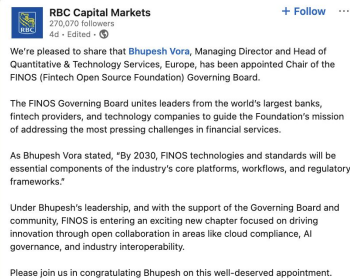 RBC
RBC Capital Markets
+ Follow
270,070 followers
4d • Edited •
We're pleased to share that Bhupesh Vora, Managing Director and Head of
Quantitative & Technology Services, Europe, has been appointed Chair of the
FINOS (Fintech Open Source Foundation) Governing Board.
The FINOS Governing Board unites leaders from the world's largest banks,
fintech providers, and technology companies to guide the Foundation's mission
of addressing the most pressing challenges in financial services.
As Bhupesh Vora stated, "By 2030, FINOS technologies and standards will be
essential components of the industry's core platforms, workflows, and regulatory
frameworks."
Under Bhupesh's leadership, and with the support of the Governing Board and
community, FINOS is entering an exciting new chapter focused on driving
innovation through open collaboration in areas like cloud compliance, AI
governance, and industry interoperability.
Please join us in congratulating Bhupesh on this well-deserved appointment.